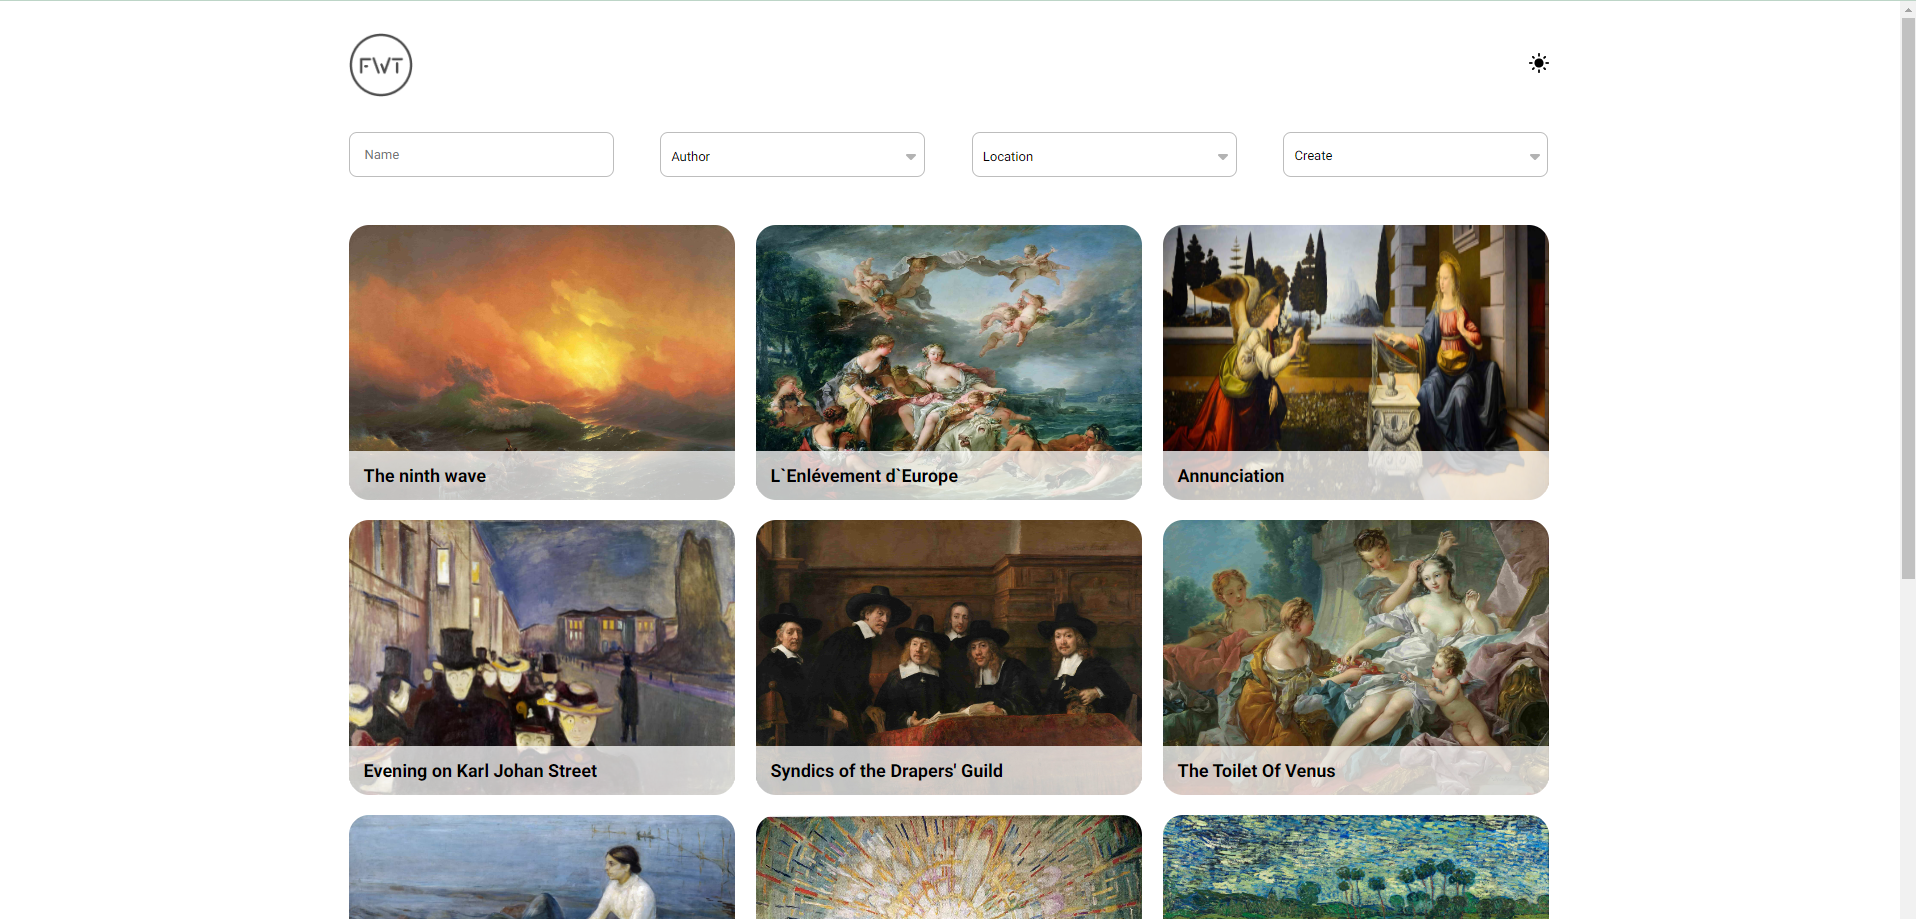 FWT
Name
Author
Location
Create
The ninth wave
L`Enlévement d`Europe
Annunciation
Evening on Karl Johan Street
Syndics of the Drapers' Guild
The Toilet Of Venus